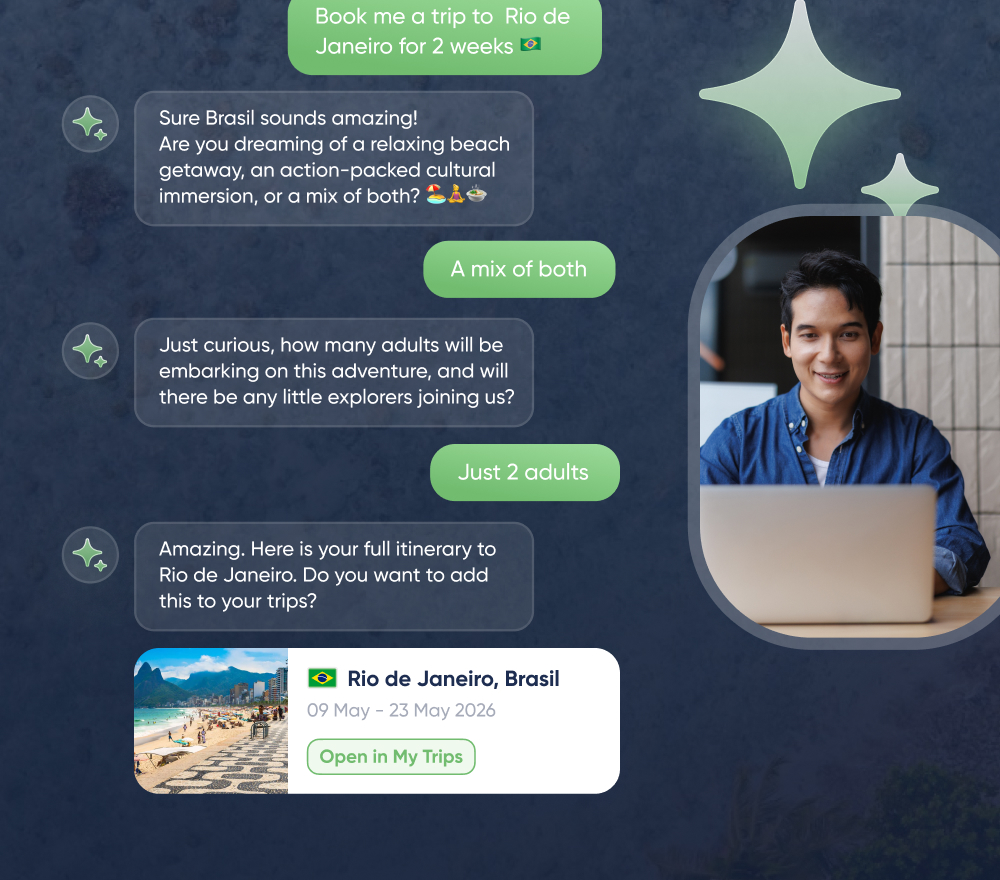 Book me a trip to  Rio de
Janeiro for 2 weeks 🇧🇷
Sure Brasil sounds amazing!
Are you dreaming of a relaxing beach
getaway, an action-packed cultural
immersion, or a mix of both? 🏖️🧘🍲
A mix of both
Just curious, how many adults will be
embarking on this adventure, and will
there be any little explorers joining us?
Just 2 adults
Amazing. Here is your full itinerary to
Rio de Janeiro. Do you want to add
this to your trips?
🇧🇷 Rio de Janeiro, Brasil
09 May - 23 May 2026
Open in My Trips